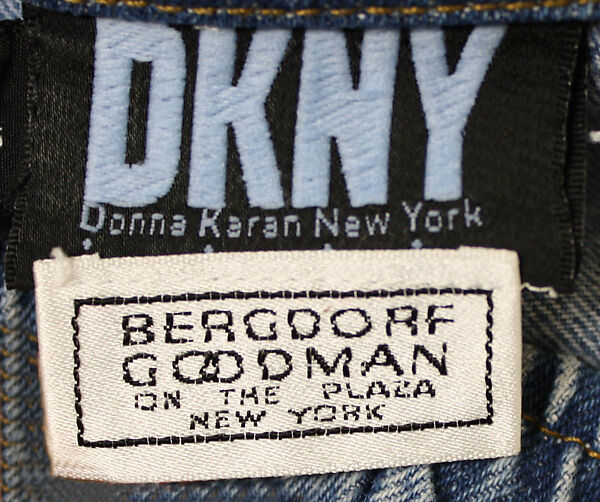 DKNY
Donna Karan New York
BERGDORF
GOODMAN
ON THE PLAZA
NEW YORK